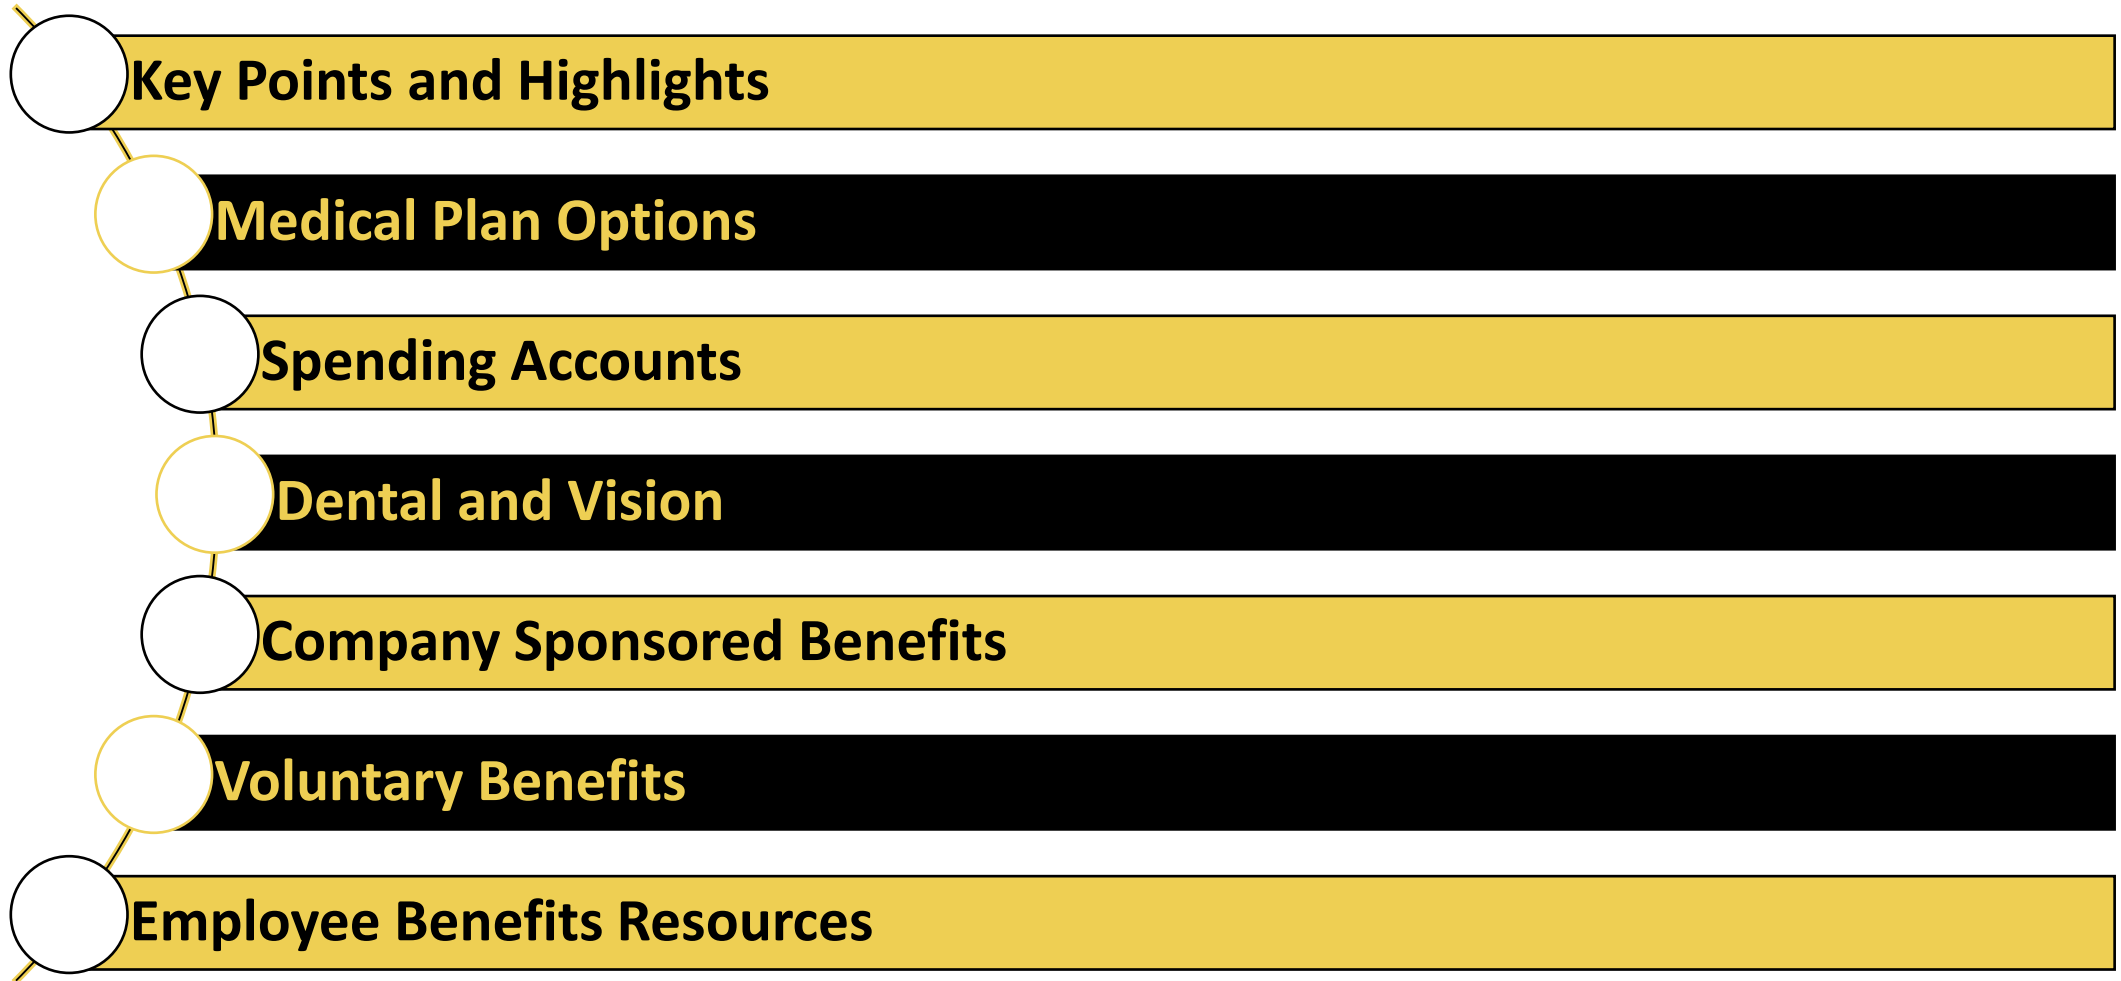 Key Points and Highlights
Medical Plan Options
Spending Accounts
Dental and Vision
Company Sponsored Benefits
Voluntary Benefits
Employee Benefits Resources